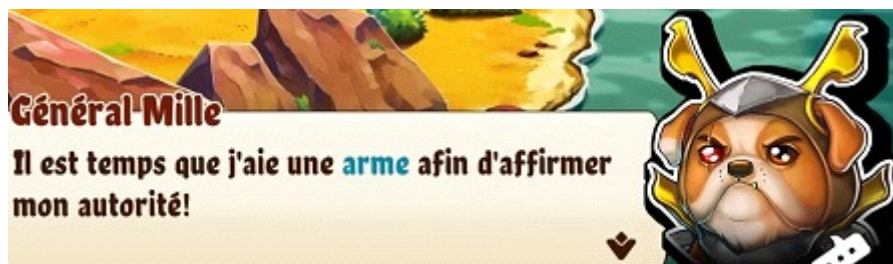 Général Mille
Il est temps que j'aie une arme afin d'affirmer
mon autorité!